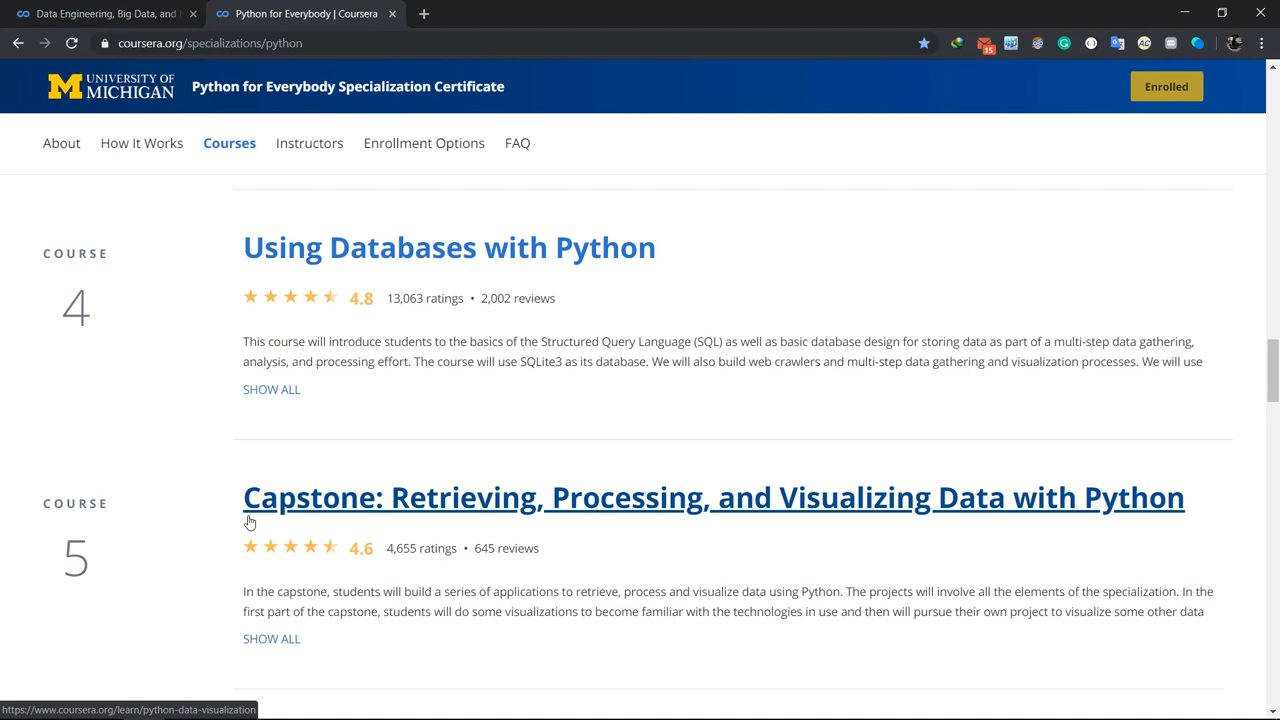 Data Engineering, Big Data, and
Python for Everybody | Coursera
coursera.org/specializations/python
15
UNIVERSITY OF
MICHIGAN
Python for Everybody Specialization Certificate
Enrolled
About
How It Works
Courses
Instructors
Enrollment Options
FAQ
COURSE
4
Using Databases with Python
4.8 13,063 ratings • 2,002 reviews
This course will introduce students to the basics of the Structured Query Language (SQL) as well as basic database design for storing data as part of a multi-step data gathering,
analysis, and processing effort. The course will use SQLite3 as its database. We will also build web crawlers and multi-step data gathering and visualization processes. We will use
SHOW ALL
COURSE
5
Capstone: Retrieving, Processing, and Visualizing Data with Python
4.6 4,655 ratings • 645 reviews
In the capstone, students will build a series of applications to retrieve, process and visualize data using Python. The projects will involve all the elements of the specialization. In the
first part of the capstone, students will do some visualizations to become familiar with the technologies in use and then will pursue their own project to visualize some other data
SHOW ALL
https://www.coursera.org/learn/python-data-visualization